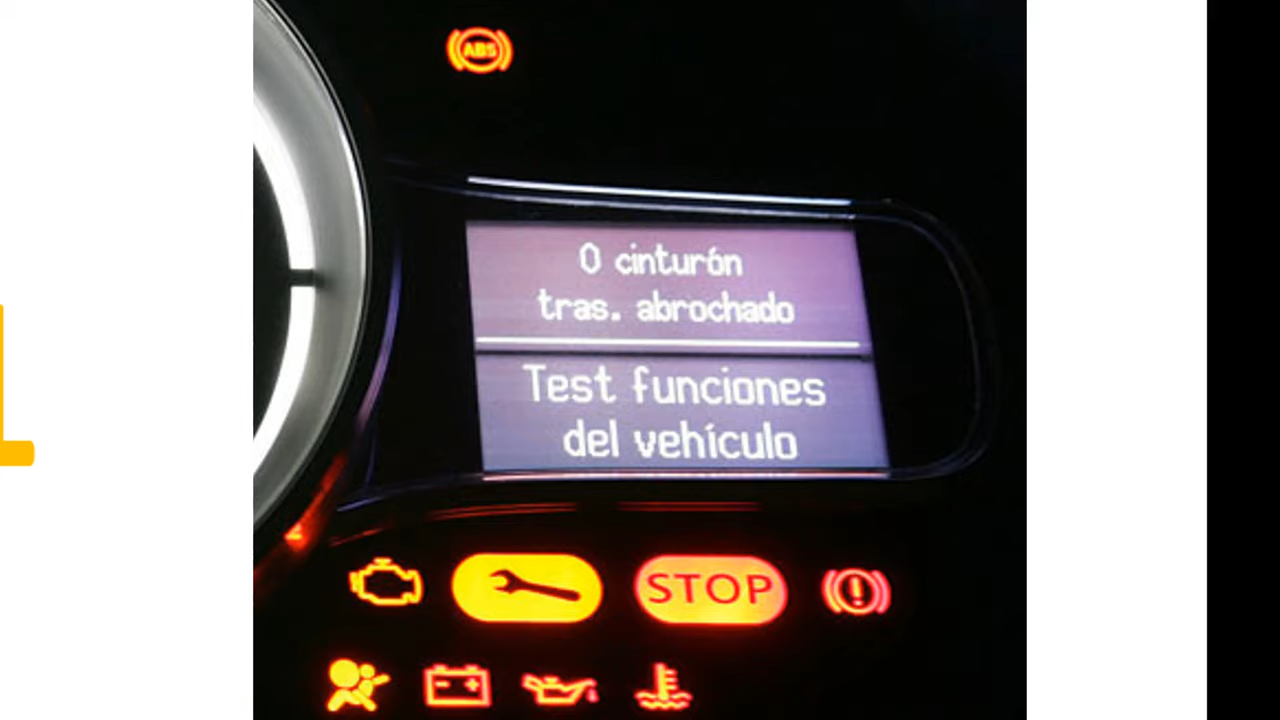 ABS
0 cinturón
tras. abrochado
Test funciones
del vehículo
STOP